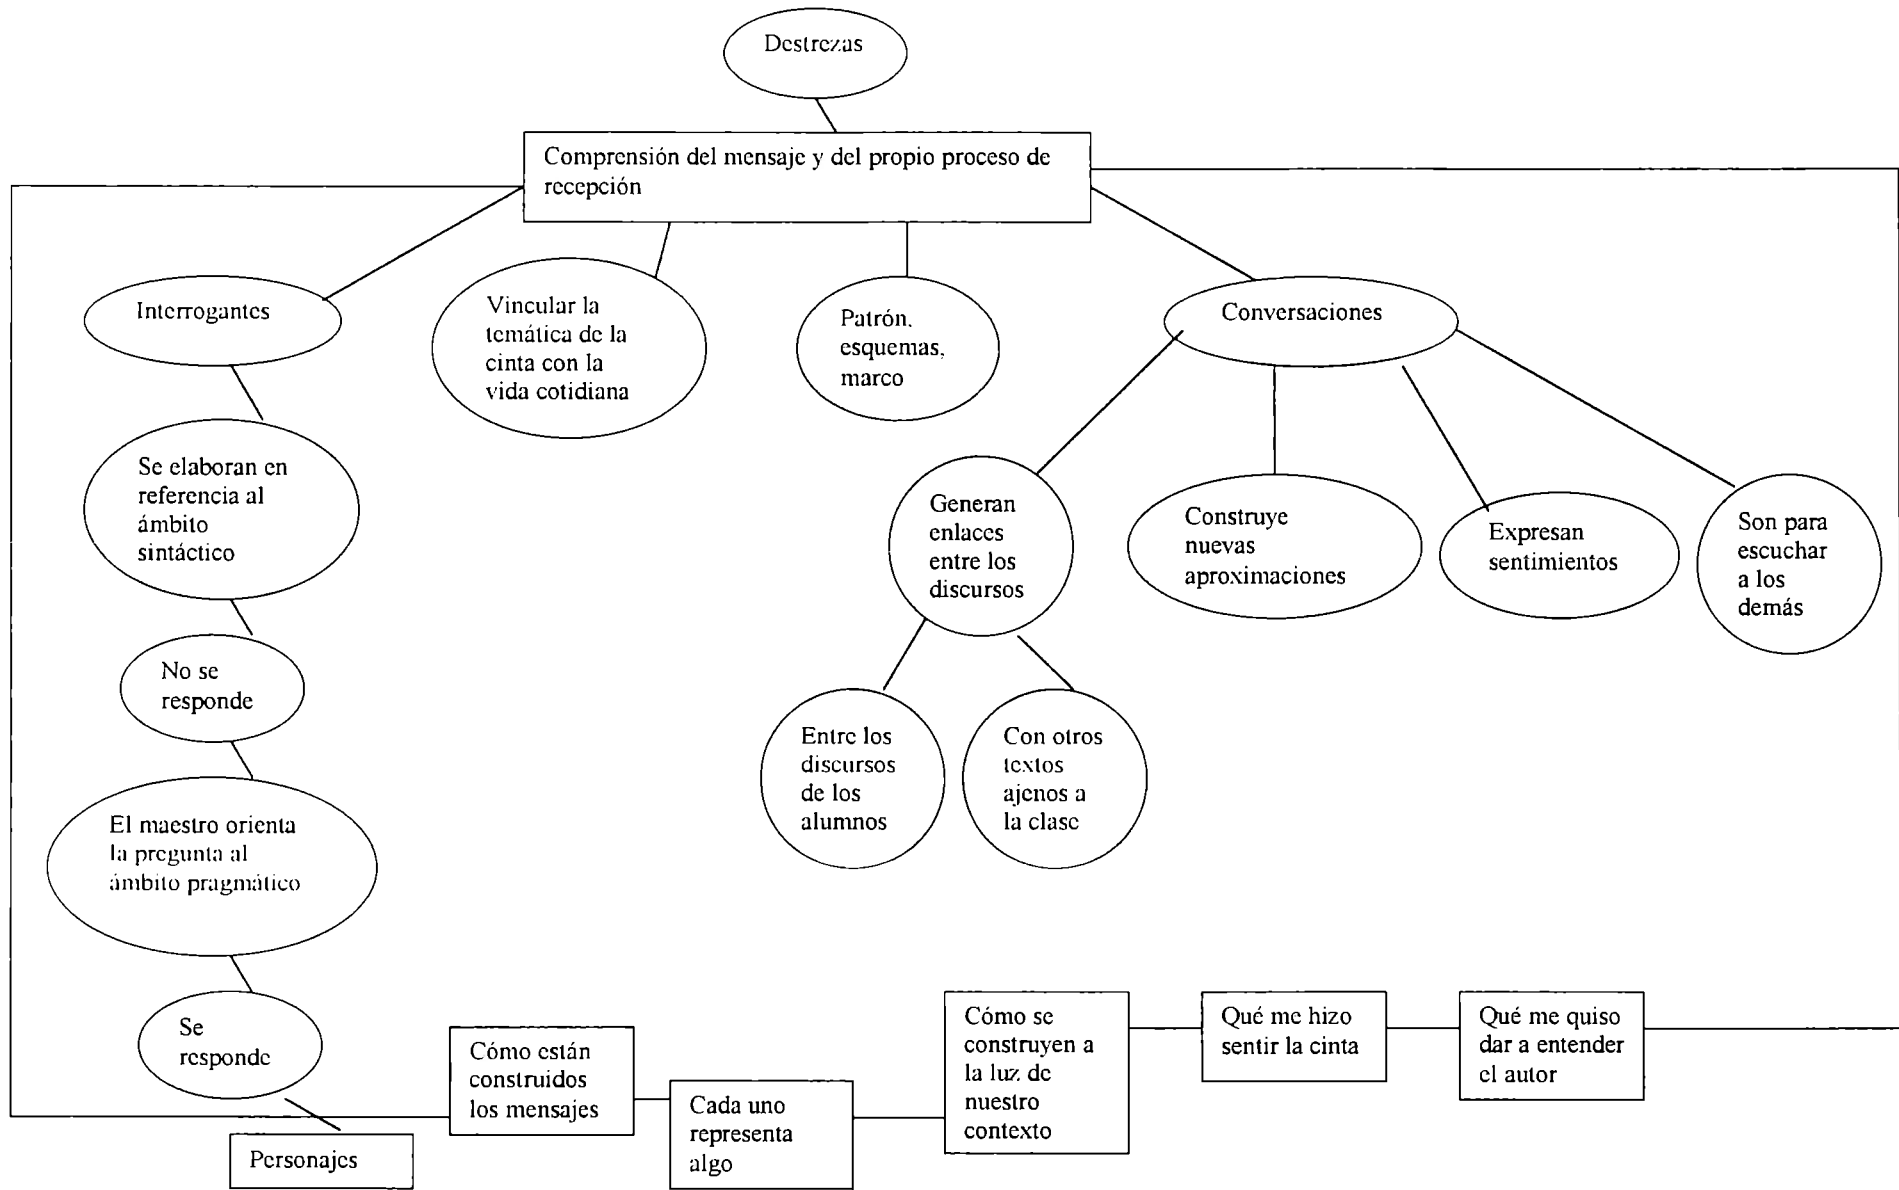 Destrezas
Comprensión del mensaje y del propio proceso de
recepción
Interrogantes
Vincular la
temática de la
cinta con la
vida cotidiana
Patrón,
esquemas,
marco
Conversaciones
Se elaboran en
referencia al
ámbito
sintáctico
Generan
enlaces
entre los
discursos
Construye
nuevas
aproximaciones
Expresan
sentimientos
Son para
escuchar
a los
demás
No se
responde
Entre los
discursos
de los
alumnos
Con otros
textos
ajenos a
la clase
El maestro orienta
la pregunta al
ámbito pragmático
Se
responde
Personajes
Cómo están
construidos
los mensajes
Cada uno
representa
algo
Cómo se
construyen a
la luz de
nuestro
contexto
Qué me hizo
sentir la cinta
Qué me quiso
dar a entender
el autor